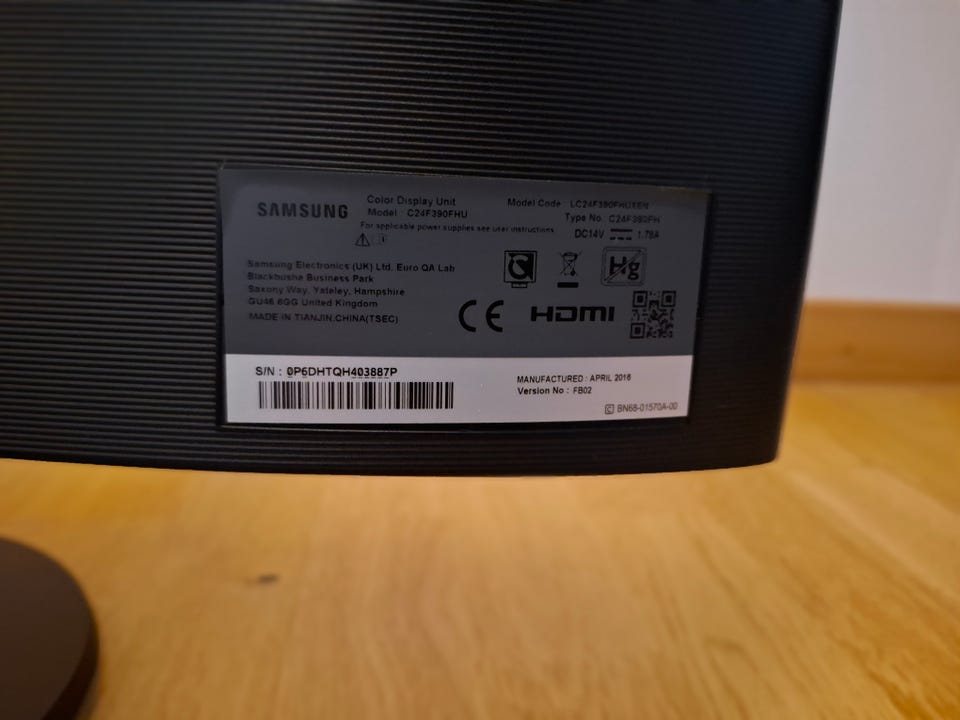 SAMSUNG
Color Display Unit
Model : C24F390FHU
Model Code : LC24F390FHUXEN
Type No. : C24F390FH
For applicable power supplies see user instructions.
DC14V 1.78A
Samsung Electronics (UK) Ltd. Euro QA Lab
Blackbushe Business Park
Saxony Way, Yateley, Hampshire
GU46 6GG United Kingdom
MADE IN TIANJIN,CHINA(TSEC)
Hg
CE
HDMI
S/N : 0P6DHTQH403887P
MANUFACTURED : APRIL 2016
Version No : FB02
C BN68-01570A-00